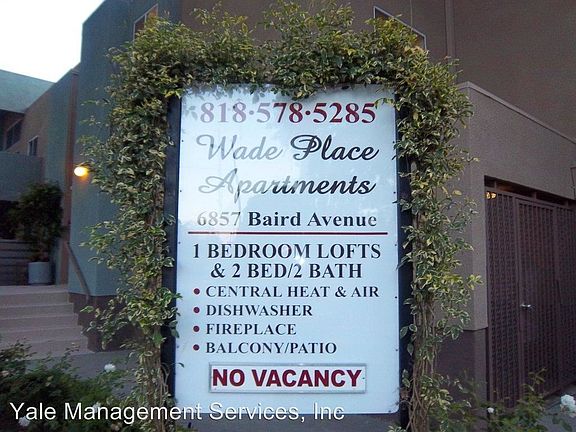 818·578·5285
Wade Place
Apartments
6857 Baird Avenue
1 BEDROOM LOFTS
& 2 BED/2 BATH
• CENTRAL HEAT & AIR
• DISHWASHER
• FIREPLACE
• BALCONY/PATIO
NO VACANCY
Yale Management Services, Inc